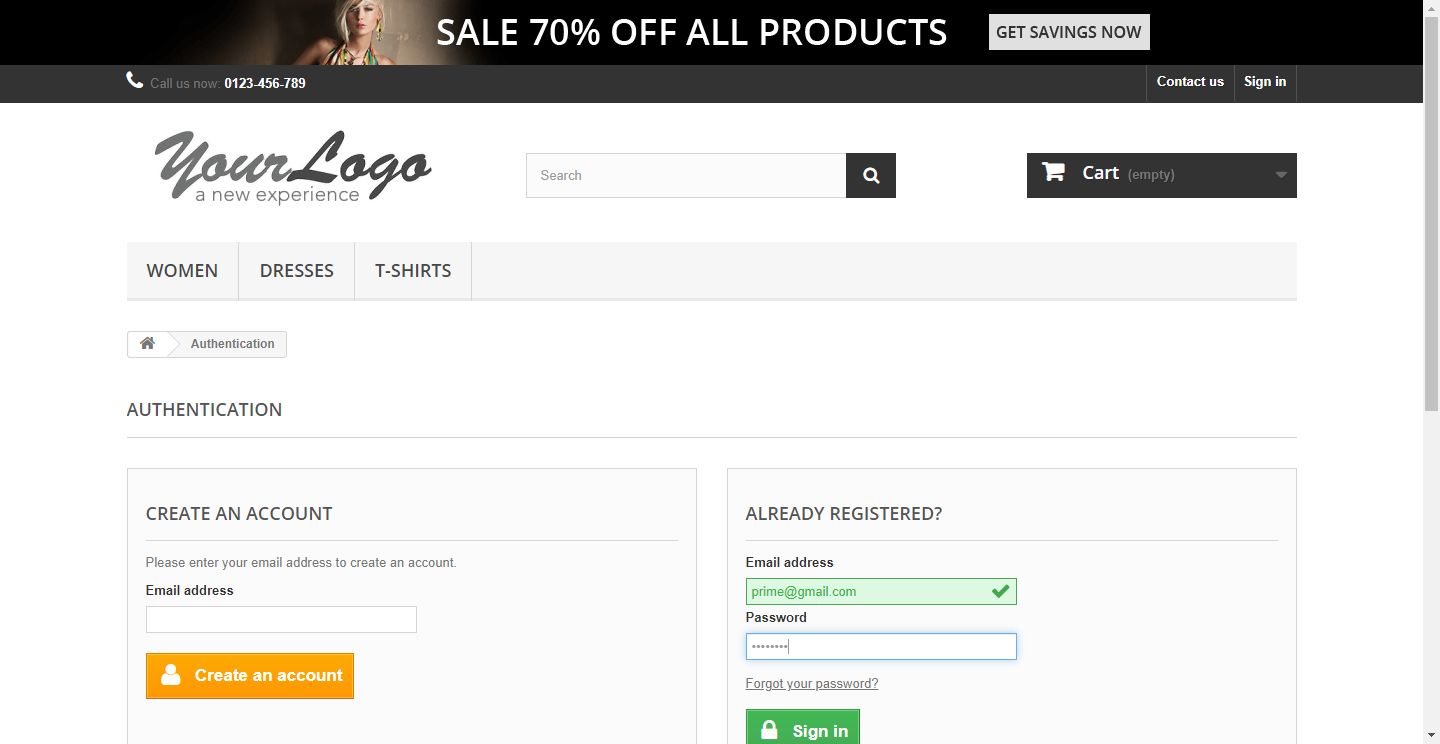 SALE 70% OFF ALL PRODUCTS GET SAVINGS NOW
Call us now: 0123-456-789 Contact us Sign in
YourLogo
a new experience
Search
Cart (empty)
WOMEN DRESSES T-SHIRTS
Authentication
AUTHENTICATION
CREATE AN ACCOUNT
Please enter your email address to create an account.
Email address
Create an account
ALREADY REGISTERED?
Email address
prime@gmail.com
Password
••••••••
Forgot your password?
Sign in